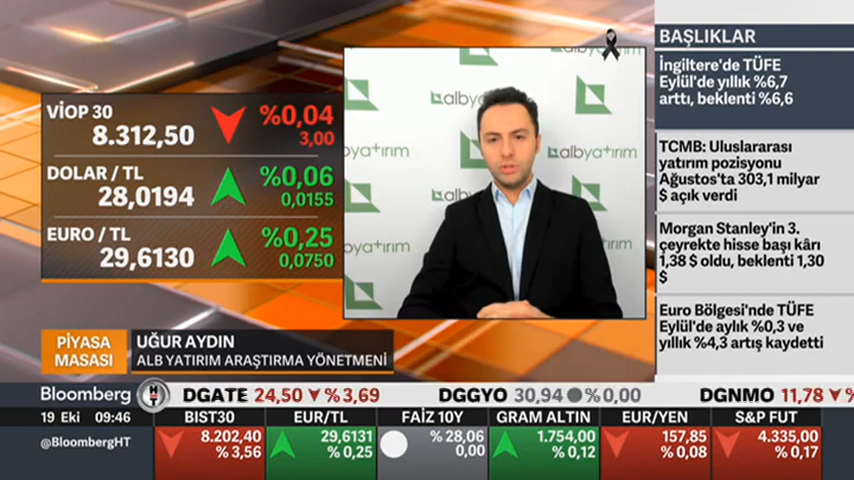 BAŞLIKLAR
İngiltere'de TÜFE
Eylül'de yıllık %6,7
arttı, beklenti %6,6
TCMB: Uluslararası
yatırım pozisyonu
Ağustos'ta 303,1 milyar
$ açık verdi
Morgan Stanley'in 3.
çeyrekte hisse başı kârı
1,38 $ oldu, beklenti 1,30
$
Euro Bölgesi'nde TÜFE
Eylül'de aylık %0,3 ve
yıllık %4,3 artış kaydetti
VİOP 30 %0,04
8.312,50 3,00
DOLAR / TL %0,06
28,0194 0,0155
EURO / TL %0,25
29,6130 0,0750
albyatırım
albyatırım
PİYASA
MASASI
UĞUR AYDIN
ALB YATIRIM ARAŞTIRMA YÖNETMENİ
Bloomberg HT DGATE 24,50 %3,69 DGGYO 30,94 %0,00 DGNMO 11,78 %
19 Eki 09:46
@BloombergHT
BIST30
8.202,40
% 3,56
EUR/TL
29,6131
% 0,25
FAİZ 10Y
% 28,06
0,00
GRAM ALTIN
1.754,00
% 0,12
EUR/YEN
157,85
% 0,08
S&P FUT
4.335,00
% 0,17